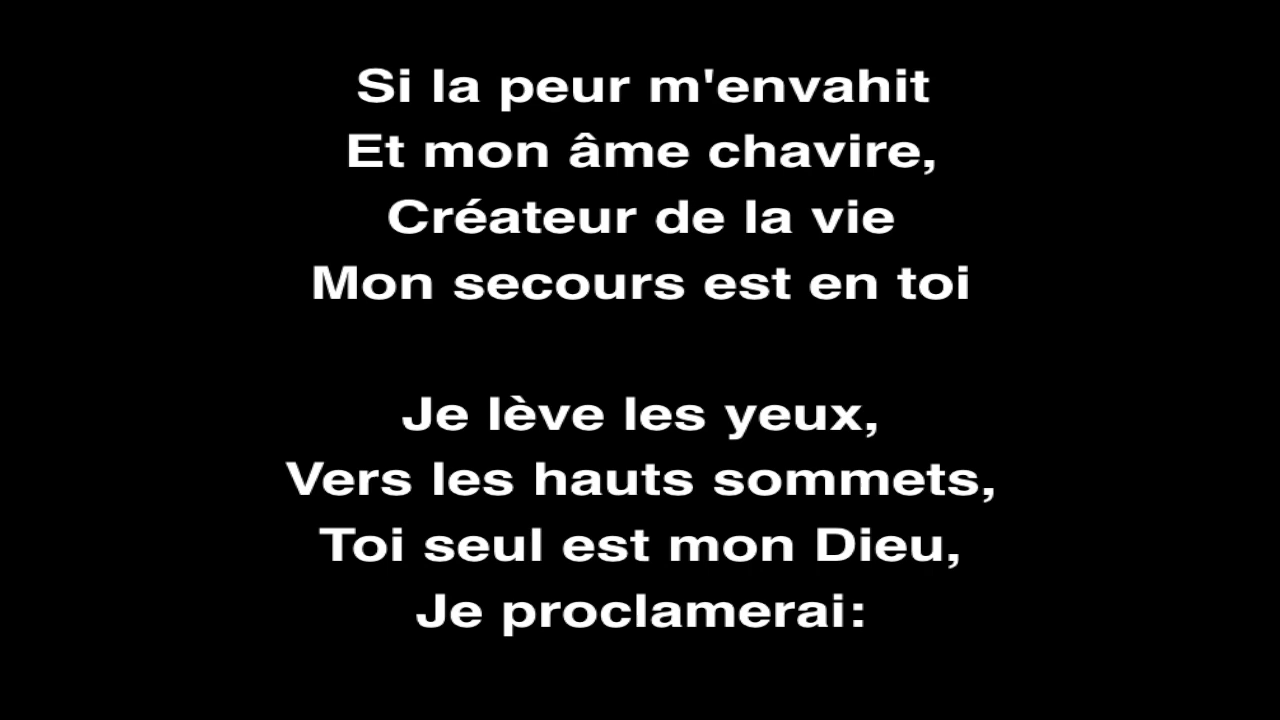 Si la peur m'envahit
Et mon âme chavire,
Créateur de la vie
Mon secours est en toi
Je lève les yeux,
Vers les hauts sommets,
Toi seul est mon Dieu,
Je proclamerai: